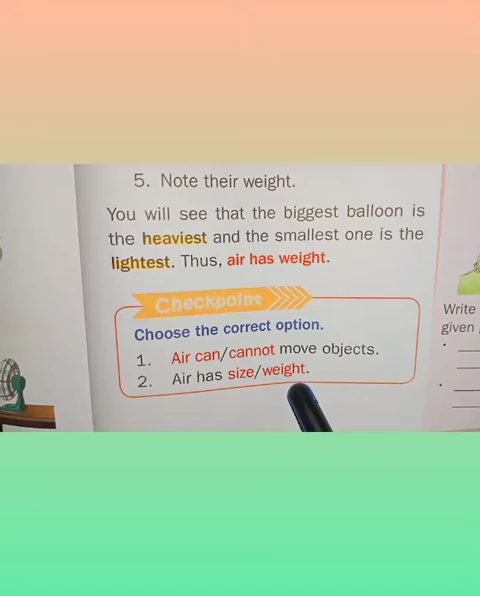 5. Note their weight.
You will see that the biggest balloon is
the heaviest and the smallest one is the
lightest. Thus, air has weight.
Checkpoint
Choose the correct option.
1. Air can/cannot move objects.
2. Air has size/weight.
Write
given